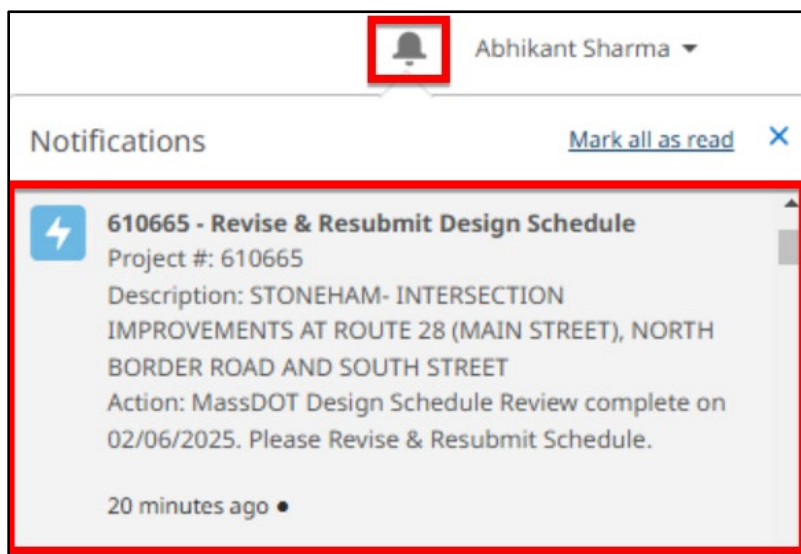 Abhikant Sharma
Notifications Mark all as read
610665 - Revise & Resubmit Design Schedule
Project #: 610665
Description: STONEHAM- INTERSECTION
IMPROVEMENTS AT ROUTE 28 (MAIN STREET), NORTH
BORDER ROAD AND SOUTH STREET
Action: MassDOT Design Schedule Review complete on
02/06/2025. Please Revise & Resubmit Schedule.
20 minutes ago